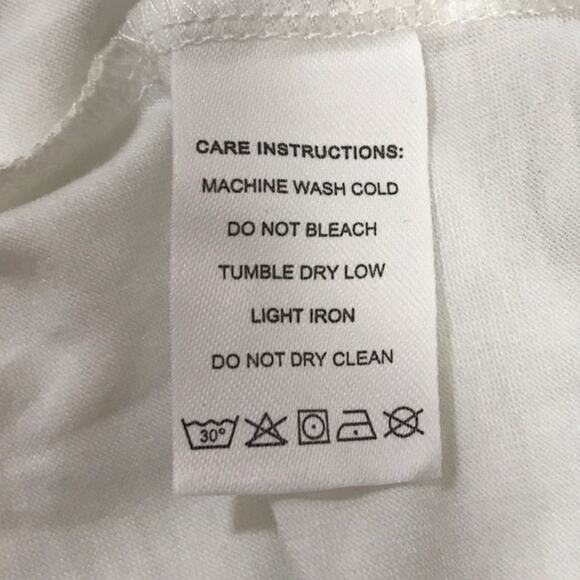 CARE INSTRUCTIONS:
MACHINE WASH COLD
DO NOT BLEACH
TUMBLE DRY LOW
LIGHT IRON
DO NOT DRY CLEAN
30°